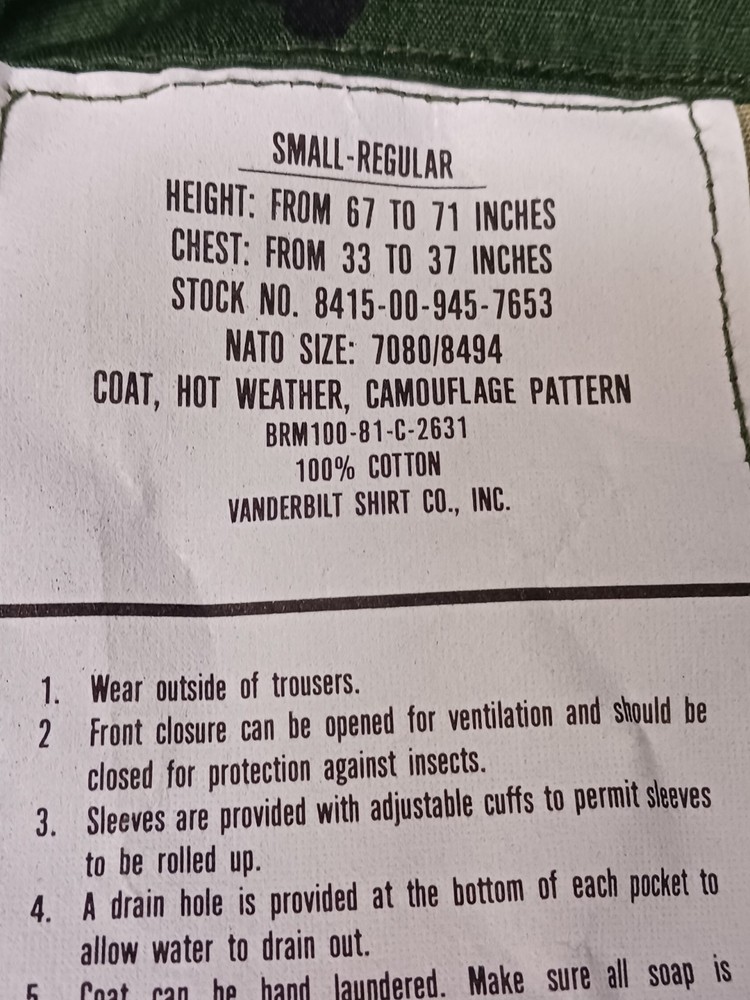 SMALL-REGULAR
HEIGHT: FROM 67 TO 71 INCHES
CHEST: FROM 33 TO 37 INCHES
STOCK NO. 8415-00-945-7653
NATO SIZE: 7080/8494
COAT, HOT WEATHER, CAMOUFLAGE PATTERN
BRM100-81-C-2631
100% COTTON
VANDERBILT SHIRT CO., INC.
1. Wear outside of trousers.
2 Front closure can be opened for ventilation and should be
closed for protection against insects.
3. Sleeves are provided with adjustable cuffs to permit sleeves
to be rolled up.
4. A drain hole is provided at the bottom of each pocket to
allow water to drain out.
5 Coat can be hand laundered. Make sure all soap is